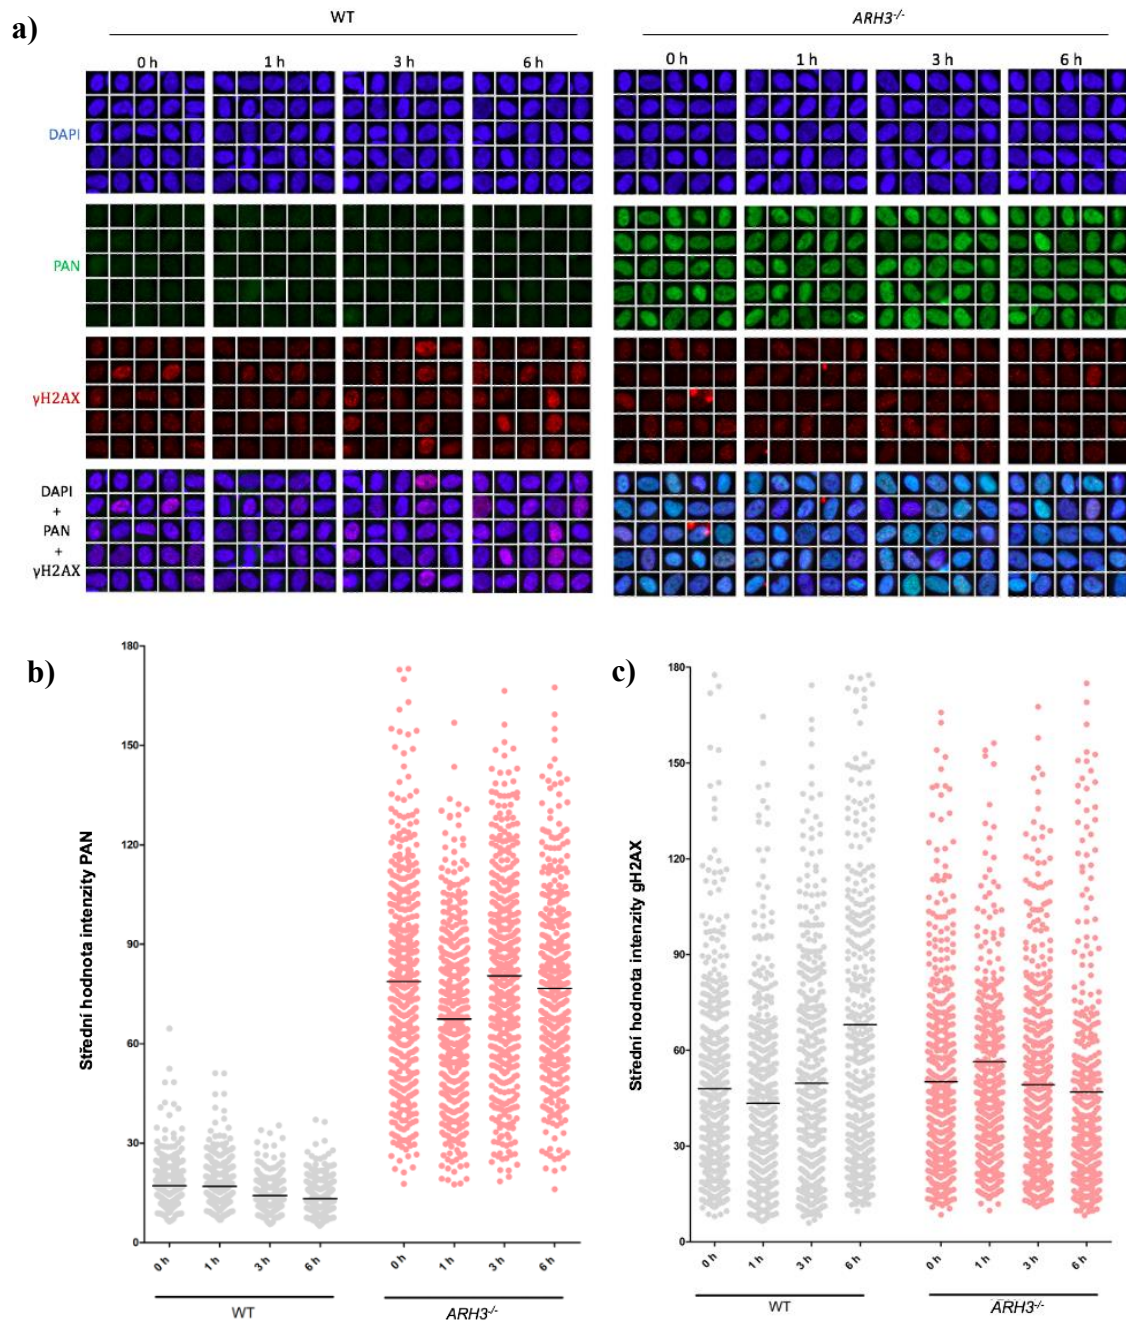 a)
WT
ARH3-/-
0 h 1 h 3 h 6 h
0 h 1 h 3 h 6 h
DAPI
PAN
γH2AX
DAPI
+
PAN
+
γH2AX
b)
Střední hodnota intenzity PAN
180
150
120
90
60
30
0
0 h 1 h 3 h 6 h
0 h 1 h 3 h 6 h
WT
ARH3-/-
c)
Střední hodnota intenzity gH2AX
180
150
120
90
60
30
0
0 h 1 h 3 h 6 h
0 h 1 h 3 h 6 h
WT
ARH3-/-